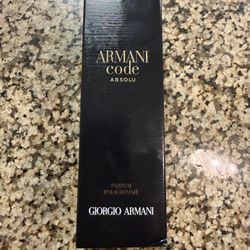 ARMANI
code
ABSOLU
PARFUM
POUR HOMME
GIORGIO ARMANI